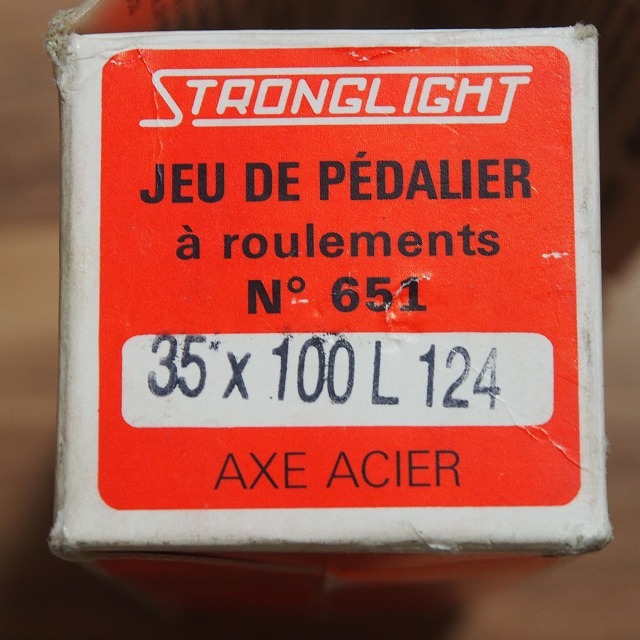 STRONGLIGHT
JEU DE PÉDALIER
à roulements
N° 651
35 x 100 L 124
AXE ACIER